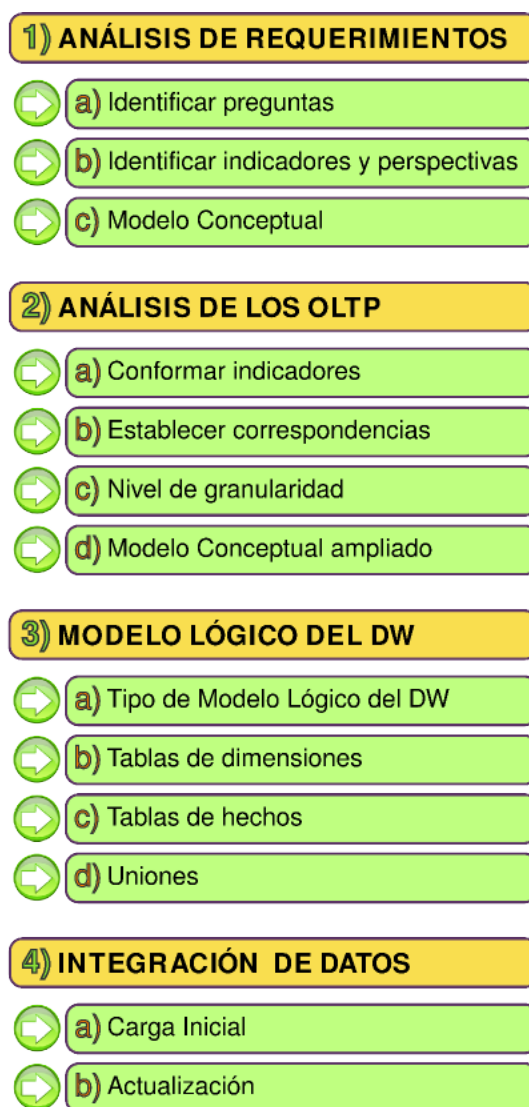 1) ANÁLISIS DE REQUERIMIENTOS
a) Identificar preguntas
b) Identificar indicadores y perspectivas
c) Modelo Conceptual
2) ANÁLISIS DE LOS OLTP
a) Conformar indicadores
b) Establecer correspondencias
c) Nivel de granularidad
d) Modelo Conceptual ampliado
3) MODELO LÓGICO DEL DW
a) Tipo de Modelo Lógico del DW
b) Tablas de dimensiones
c) Tablas de hechos
d) Uniones
4) INTEGRACIÓN DE DATOS
a) Carga Inicial
b) Actualización